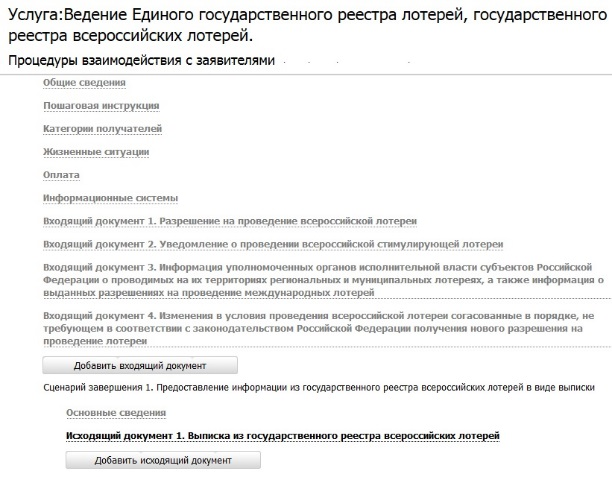 Услуга:Ведение Единого государственного реестра лотерей, государственного
реестра всероссийских лотерей.
Процедуры взаимодействия с заявителями
Общие сведения
Пошаговая инструкция
Категории получателей
Жизненные ситуации
Оплата
Информационные системы
Входящий документ 1. Разрешение на проведение всероссийской лотереи
Входящий документ 2. Уведомление о проведении всероссийской стимулирующей лотереи
Входящий документ 3. Информация уполномоченных органов исполнительной власти субъектов Российской
Федерации о проводимых на их территориях региональных и муниципальных лотереях, а также информация о
выданных разрешениях на проведение международных лотерей
Входящий документ 4. Изменения в условия проведения всероссийской лотереи согасованные в порядке, не
требующем в соответствии с законодательством Российской Федерации получения нового разрешения на
проведение лотереи
Добавить входящий документ
Сценарий завершения 1. Предоставление информации из государственного реестра всероссийских лотерей в виде выписки
Основные сведения
Исходящий документ 1. Выписка из государственного реестра всероссийских лотерей
Добавить исходящий документ